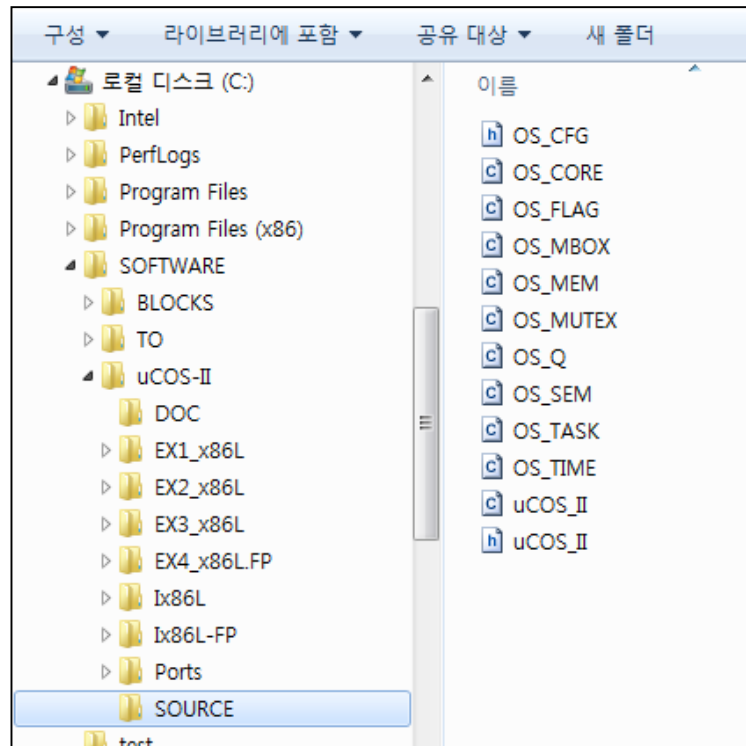 구성 라이브러리에 포함 공유 대상 새 폴더
로컬 디스크 (C:)
Intel
PerfLogs
Program Files
Program Files (x86)
SOFTWARE
BLOCKS
TO
uCOS-II
DOC
EX1_x86L
EX2_x86L
EX3_x86L
EX4_x86L.FP
Ix86L
Ix86L-FP
Ports
SOURCE
test
이름
h OS_CFG
c OS_CORE
c OS_FLAG
c OS_MBOX
c OS_MEM
c OS_MUTEX
c OS_Q
c OS_SEM
c OS_TASK
c OS_TIME
c uCOS_II
h uCOS_II